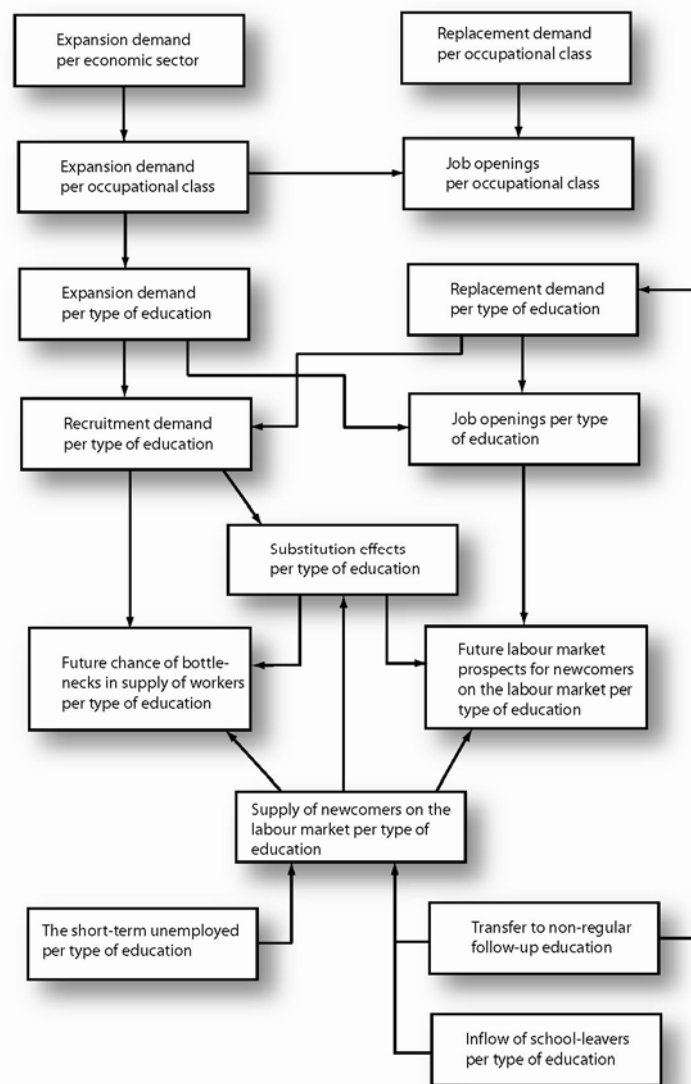 Expansion demand
per economic sector
Replacement demand
per occupational class
Expansion demand
per occupational class
Job openings
per occupational class
Expansion demand
per type of education
Replacement demand
per type of education
Recruitment demand
per type of education
Job openings per type
of education
Substitution effects
per type of education
Future chance of bottle-
necks in supply of workers
per type of education
Future labour market
prospects for newcomers
on the labour market per
type of education
Supply of newcomers on the
labour market per type of
education
The short-term unemployed
per type of education
Transfer to non-regular
follow-up education
Inflow of school-leavers
per type of education